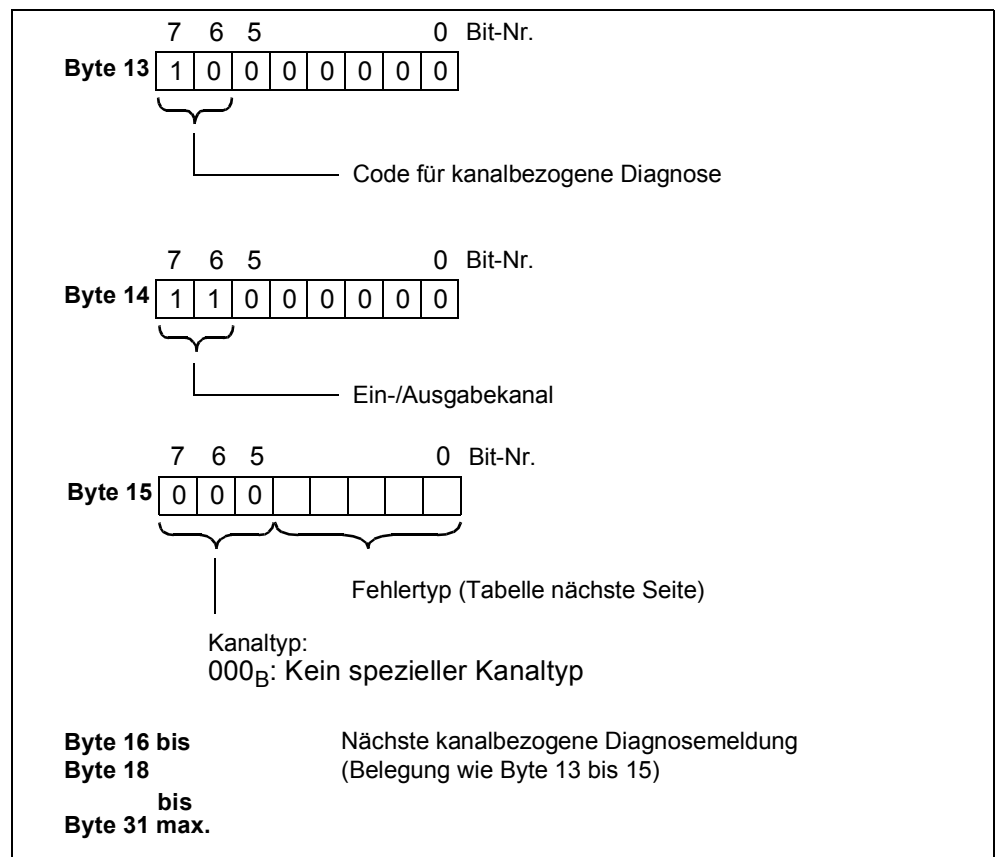 7 6 5 0 Bit-Nr.
Byte 13 1 0 0 0 0 0 0 0
Code für kanalbezogene Diagnose
7 6 5 0 Bit-Nr.
Byte 14 1 1 0 0 0 0 0 0
Ein-/Ausgabekanal
7 6 5 0 Bit-Nr.
Byte 15 0 0 0
Fehlertyp (Tabelle nächste Seite)
Kanaltyp:
000B: Kein spezieller Kanaltyp
Byte 16 bis Nächste kanalbezogene Diagnosemeldung
Byte 18 (Belegung wie Byte 13 bis 15)
bis
Byte 31 max.